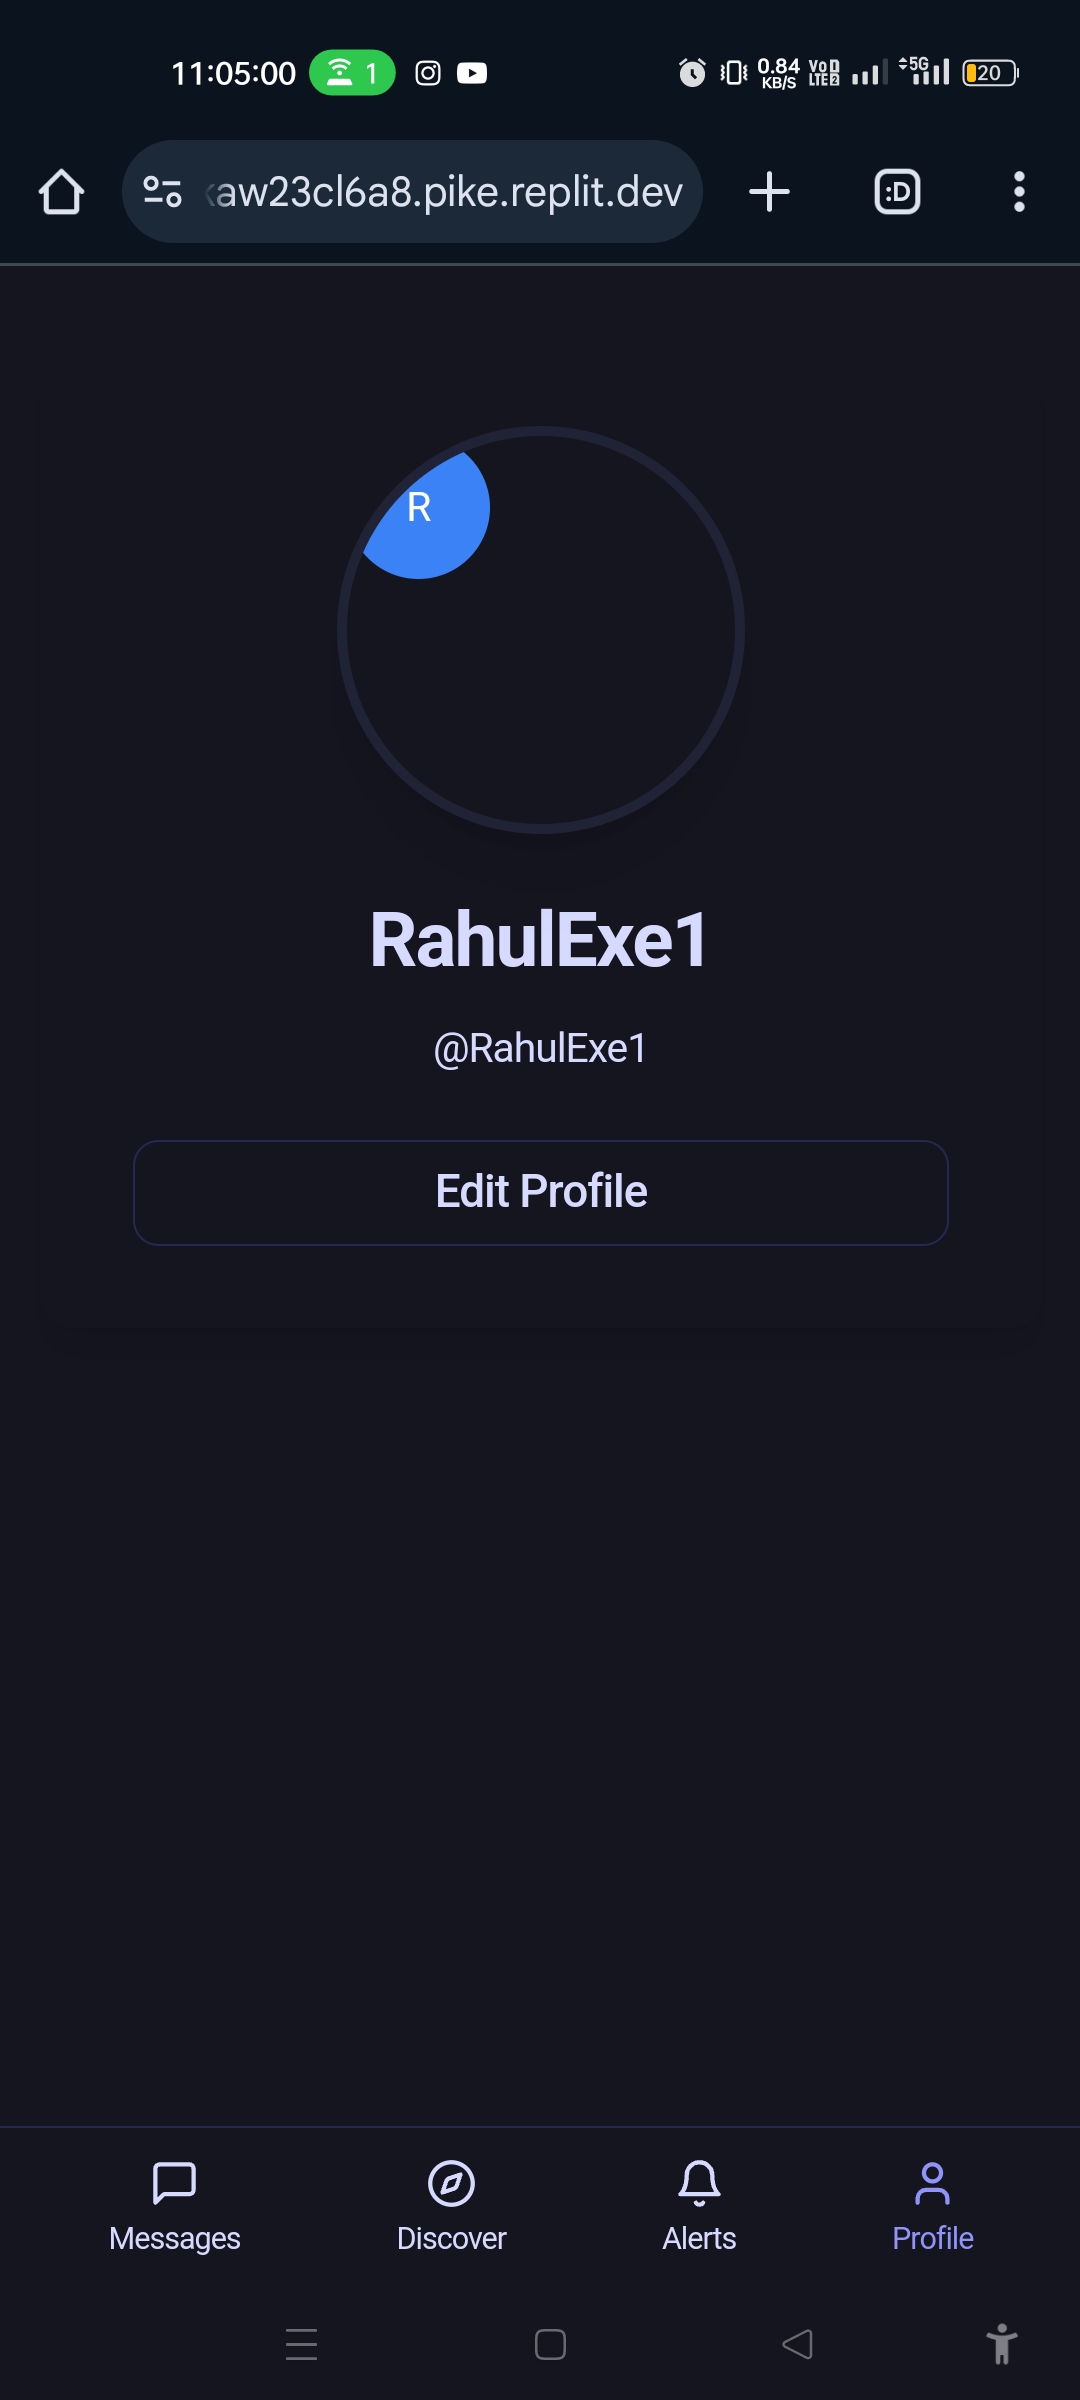 11:05:00 1 0.84 KB/S VoD LTE2 5G 20
aw23cl6a8.pike.replit.dev :D
R
RahulExe1
@RahulExe1
Edit Profile
Messages Discover Alerts Profile